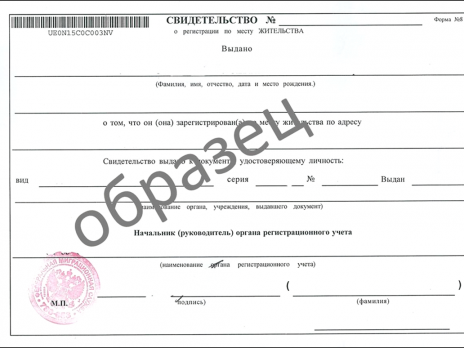 СВИДЕТЕЛЬСТВО № Форма №8
UE0N15C0C003NV
о регистрации по месту ЖИТЕЛЬСТВА
Выдано
(Фамилия, имя, отчество, дата и место рождения.)
о том, что он (она) зарегистрирован(а) по месту жительства по адресу
Свидетельство выдано к документу, удостоверяющему личность:
вид серия № Выдан
(наименование органа, учреждения, выдавшего документ)
Начальник (руководитель) органа регистрационного учета
(наименование органа регистрационного учета)
М.П. ( )
подпись) (фамилия)
образец